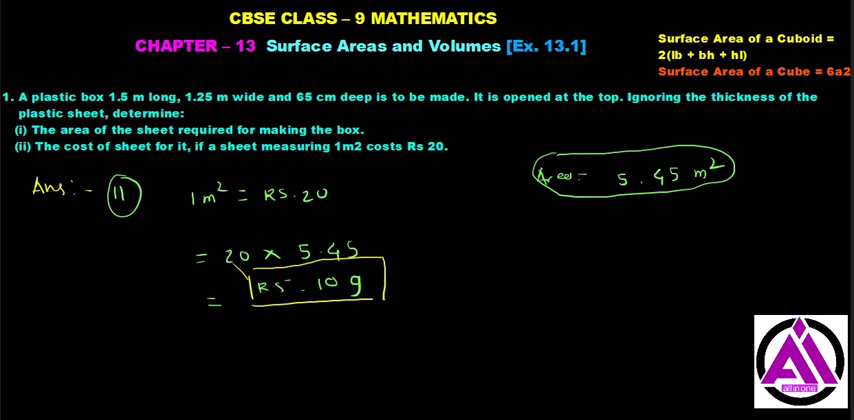 CBSE CLASS – 9 MATHEMATICS
CHAPTER – 13 Surface Areas and Volumes [Ex. 13.1]
Surface Area of a Cuboid =
2(lb + bh + hl)
Surface Area of a Cube = 6a2
1. A plastic box 1.5 m long, 1.25 m wide and 65 cm deep is to be made. It is opened at the top. Ignoring the thickness of the
plastic sheet, determine:
(i) The area of the sheet required for making the box.
(ii) The cost of sheet for it, if a sheet measuring 1m2 costs Rs 20.
Area = 5.45 m²
Ans:- (ii) 1 m² = RS.20
= 20 × 5.45
= RS. 109
all in one